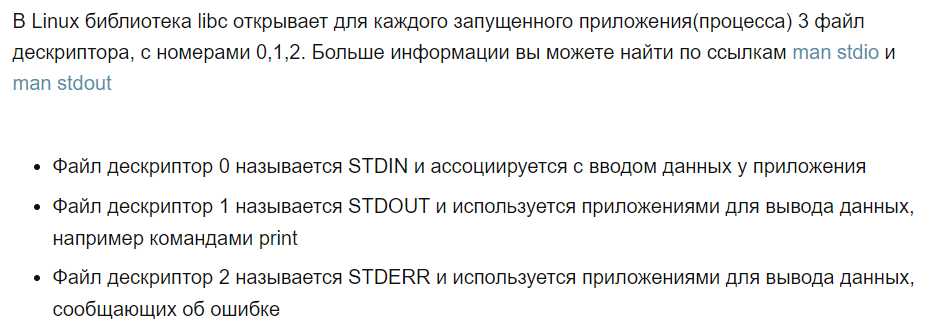 В Linux библиотека libc открывает для каждого запущенного приложения(процесса) 3 файл
дескриптора, с номерами 0,1,2. Больше информации вы можете найти по ссылкам man stdio и
man stdout
• Файл дескриптор 0 называется STDIN и ассоциируется с вводом данных у приложения
• Файл дескриптор 1 называется STDOUT и используется приложениями для вывода данных,
например командами print
• Файл дескриптор 2 называется STDERR и используется приложениями для вывода данных,
сообщающих об ошибке